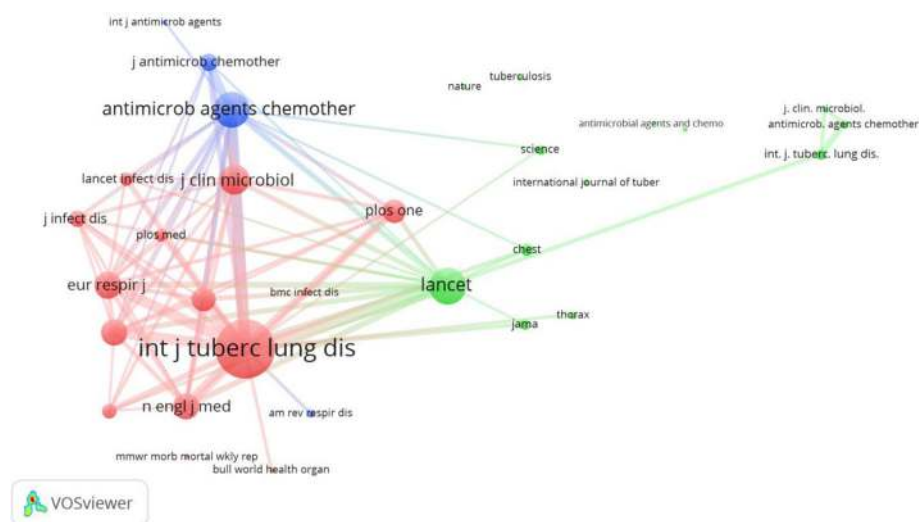 int j antimicrob agents
j antimicrob chemother
tuberculosis
nature
antimicrob agents chemother
j. clin. microbiol.
antimicrobial agents and chemo
antimicrob. agents chemother
science
int. j. tuberc. lung dis.
lancet infect dis
j clin microbiol
international journal of tuber
plos one
j infect dis
plos med
chest
eur respir j
lancet
bmc infect dis
thorax
jama
int j tuberc lung dis
n engl j med
am rev respir dis
mmwr morb mortal wkly rep
bull world health organ
VOSviewer